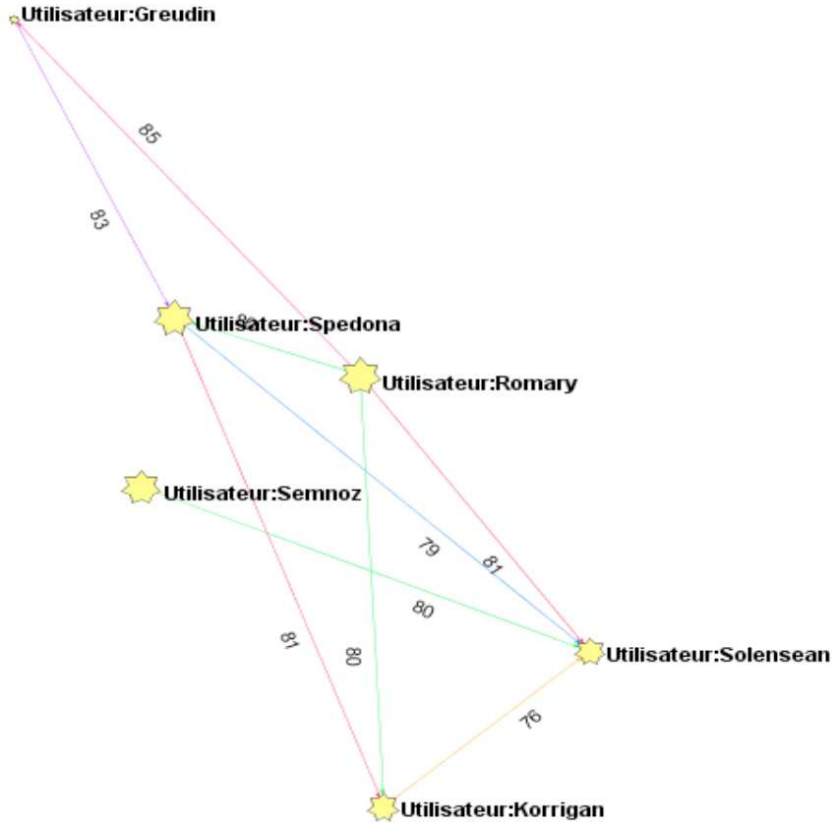 Utilisateur:Greudin
85
83
Utilisateur:Spedona
Utilisateur:Romary
Utilisateur:Semnoz
79
81
80
81
80
Utilisateur:Solensean
76
Utilisateur:Korrigan